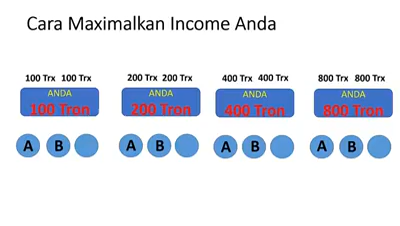 Cara Maximalkan Income Anda
100 Trx 100 Trx 200 Trx 200 Trx 400 Trx 400 Trx 800 Trx 800 Trx
ANDA ANDA ANDA ANDA
100 Tron 200 Tron 400 Tron 800 Tron
A B A B A B A B